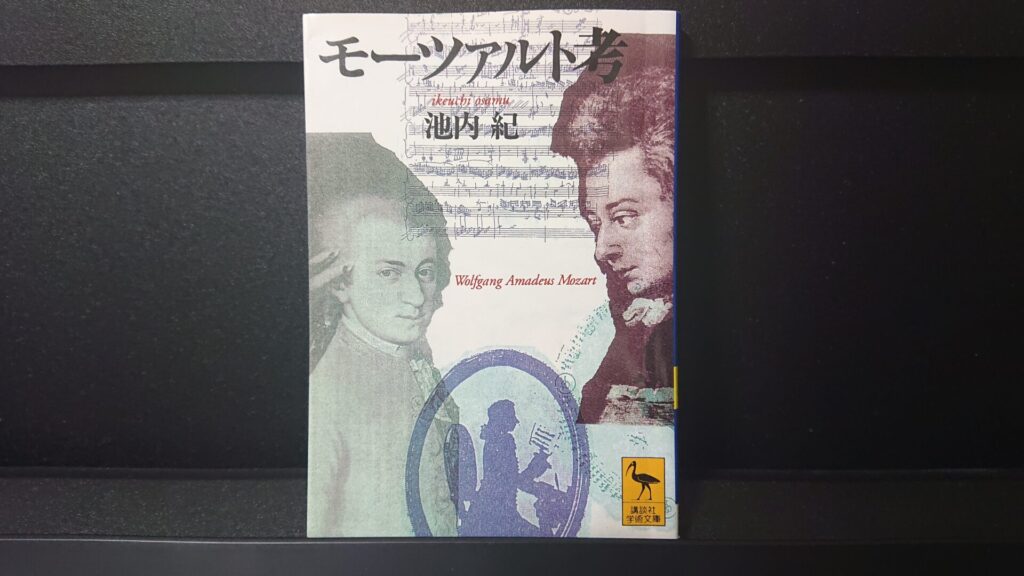 モーツァルト考
ikeuchi osamu
池内 紀
Wolfgang Amadeus Mozart
講談社
学術文庫